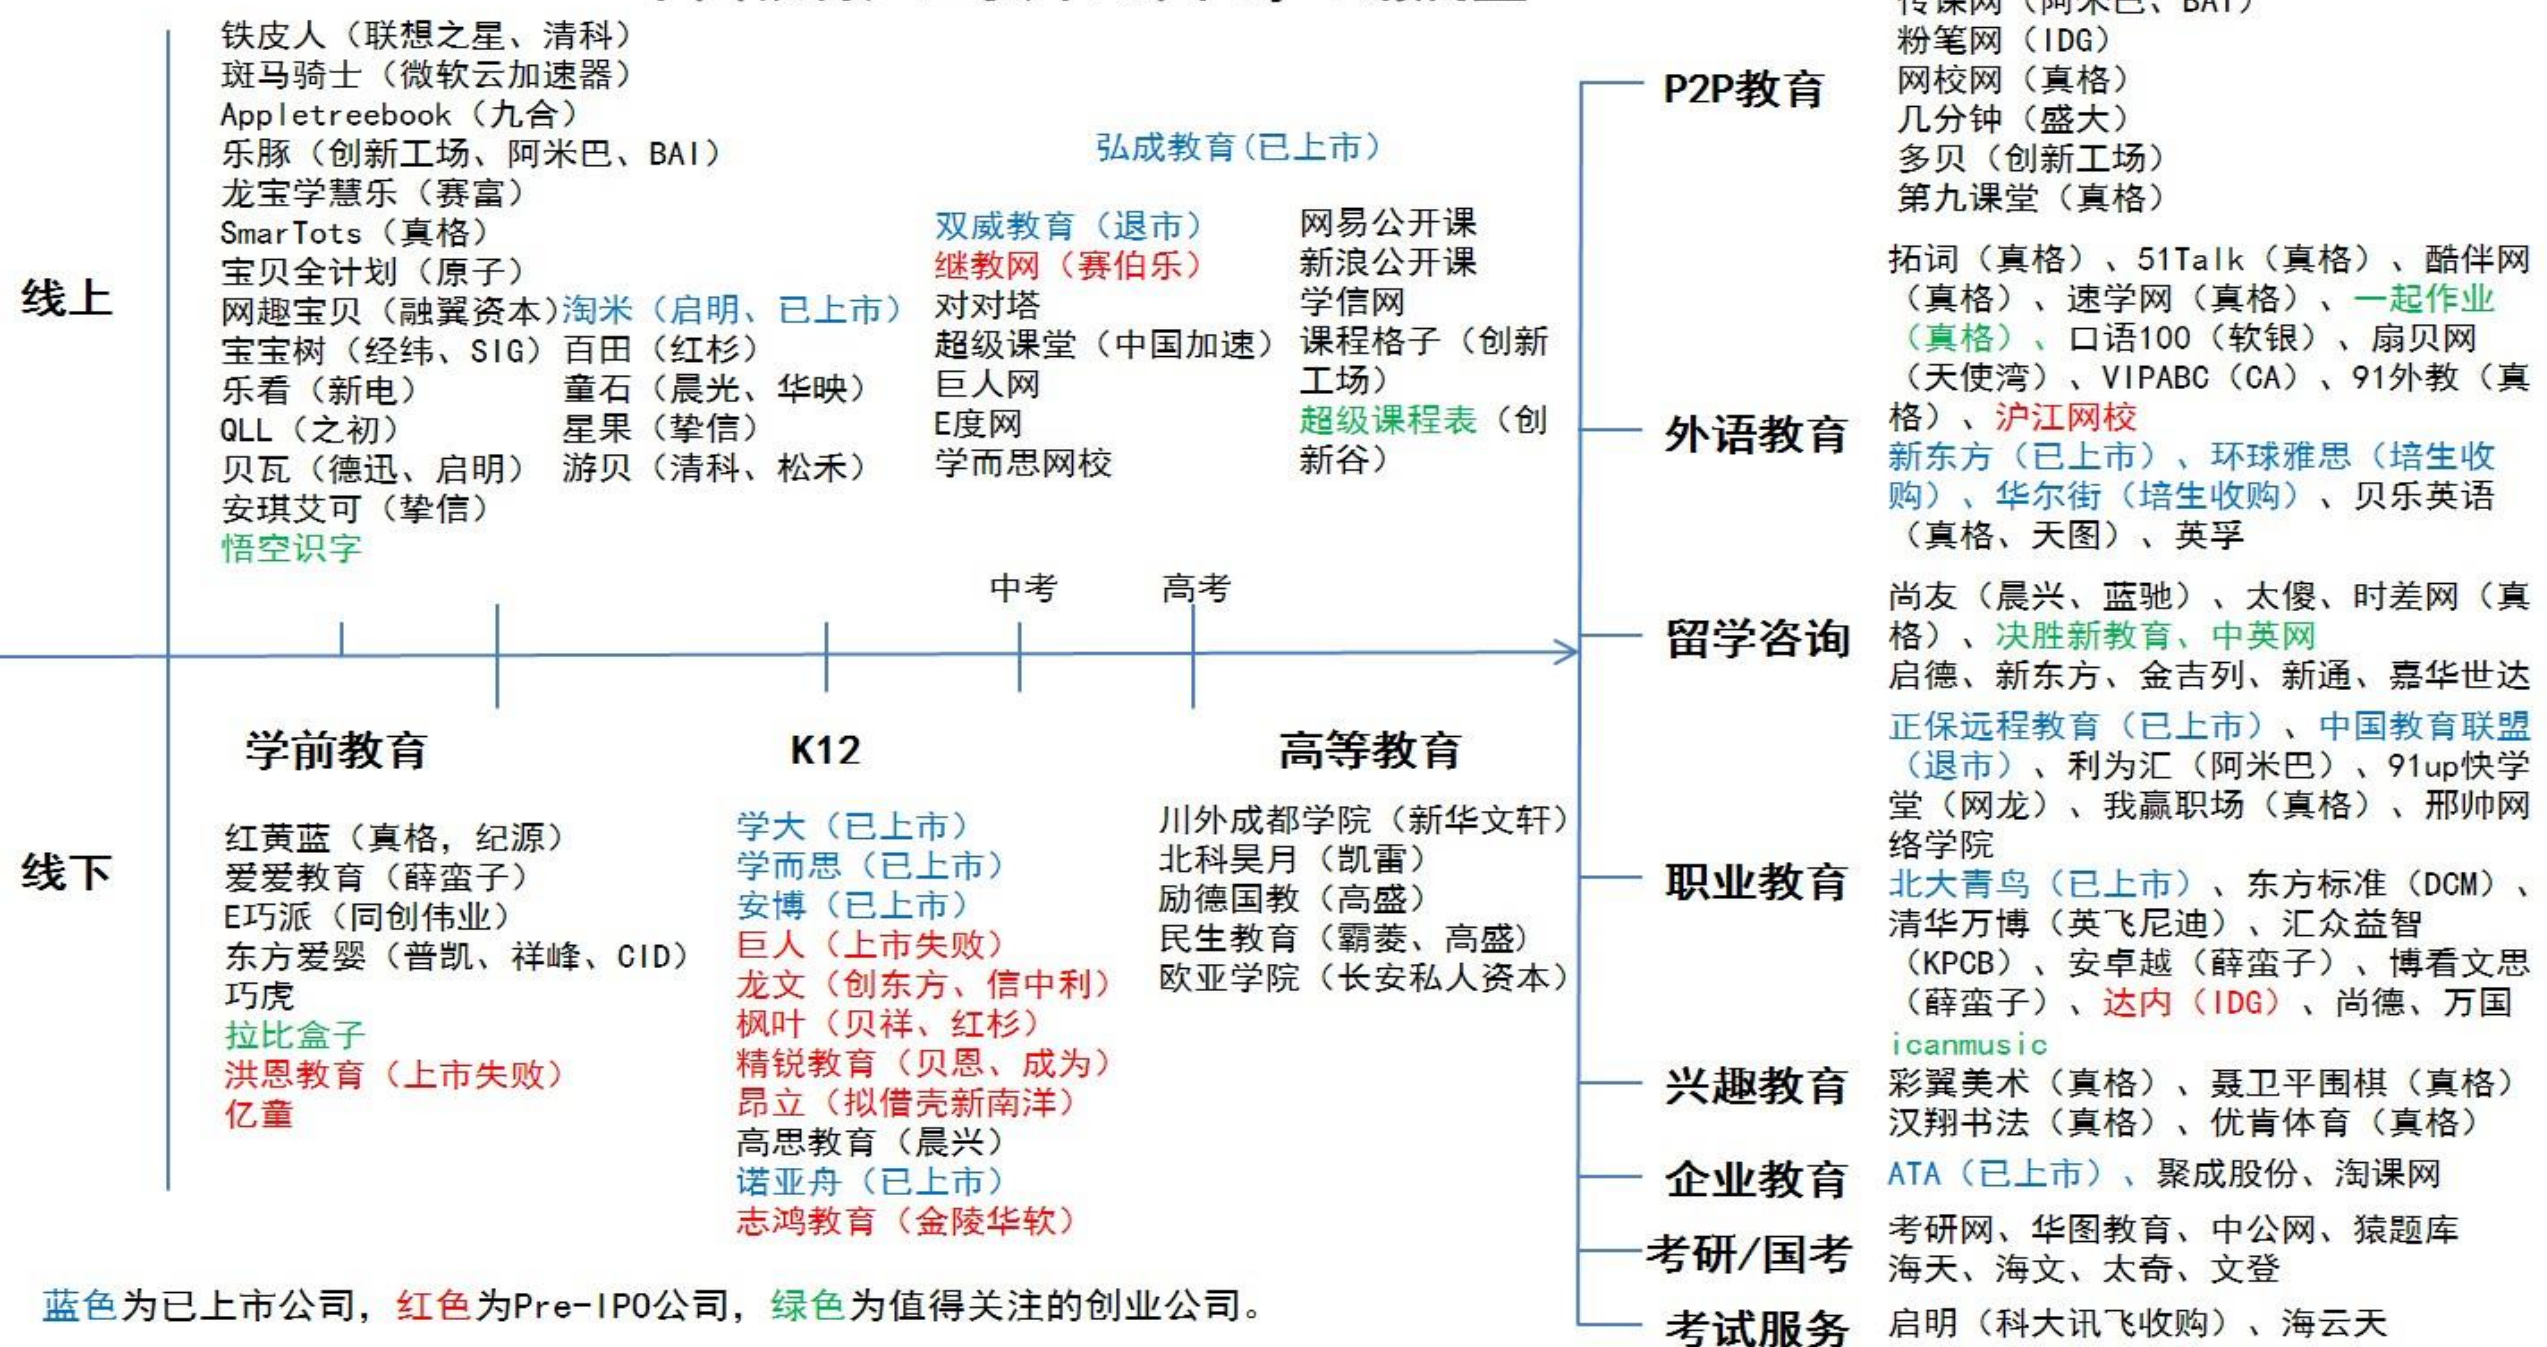 铁皮人（联想之星、清科）
斑马骑士（微软云加速器）
Appletreebook（九合）
乐豚（创新工场、阿米巴、BAI）
龙宝学慧乐（赛富）
SmarTots（真格）
宝贝全计划（原子）
网趣宝贝（融翼资本）
宝宝树（经纬、SIG）
乐看（新电）
QLL（之初）
贝瓦（德迅、启明）
安琪艾可（挚信）
悟空识字
淘米（启明、已上市）
百田（红杉）
童石（晨光、华映）
星果（挚信）
游贝（清科、松禾）
弘成教育(已上市）
双威教育（退市）
继教网（赛伯乐）
对对塔
超级课堂（中国加速）
巨人网
E度网
学而思网校
网易公开课
新浪公开课
学信网
课程格子（创新
工场）
超级课程表（创
新谷）
线上
中考
高考
学前教育
K12
高等教育
线下
红黄蓝（真格，纪源）
爱爱教育（薛蛮子）
E巧派（同创伟业）
东方爱婴（普凯、祥峰、CID）
巧虎
拉比盒子
洪恩教育（上市失败）
亿童
学大（已上市）
学而思（已上市）
安博（已上市）
巨人（上市失败）
龙文（创东方、信中利）
枫叶（贝祥、红杉）
精锐教育（贝恩、成为）
昂立（拟借壳新南洋）
高思教育（晨兴）
诺亚舟（已上市）
志鸿教育（金陵华软）
川外成都学院（新华文轩）
北科昊月（凯雷）
励德国教（高盛）
民生教育（霸菱、高盛）
欧亚学院（长安私人资本）
P2P教育
传课网（阿米巴、BAI）
粉笔网（IDG）
网校网（真格）
几分钟（盛大）
多贝（创新工场）
第九课堂（真格）
外语教育
拓词（真格）、51Talk（真格）、酷伴网
（真格）、速学网（真格）、一起作业
（真格）、口语100（软银）、扇贝网
（天使湾）、VIPABC（CA）、91外教（真
格）、沪江网校
新东方（已上市）、环球雅思（培生收
购）、华尔街（培生收购）、贝乐英语
（真格、天图）、英孚
留学咨询
尚友（晨兴、蓝驰）、太傻、时差网（真
格）、决胜新教育、中英网
启德、新东方、金吉列、新通、嘉华世达
职业教育
正保远程教育（已上市）、中国教育联盟
（退市）、利为汇（阿米巴）、91up快学
堂（网龙）、我赢职场（真格）、邢帅网
络学院
北大青鸟（已上市）、东方标准（DCM）、
清华万博（英飞尼迪）、汇众益智
（KPCB）、安卓越（薛蛮子）、博看文思
（薛蛮子）、达内（IDG）、尚德、万国
兴趣教育
icanmusic
彩翼美术（真格）、聂卫平围棋（真格）
汉翔书法（真格）、优肯体育（真格）
企业教育
ATA（已上市）、聚成股份、淘课网
考研/国考
考研网、华图教育、中公网、猿题库
海天、海文、太奇、文登
考试服务
启明（科大讯飞收购）、海云天
蓝色为已上市公司，红色为Pre-IPO公司，绿色为值得关注的创业公司。